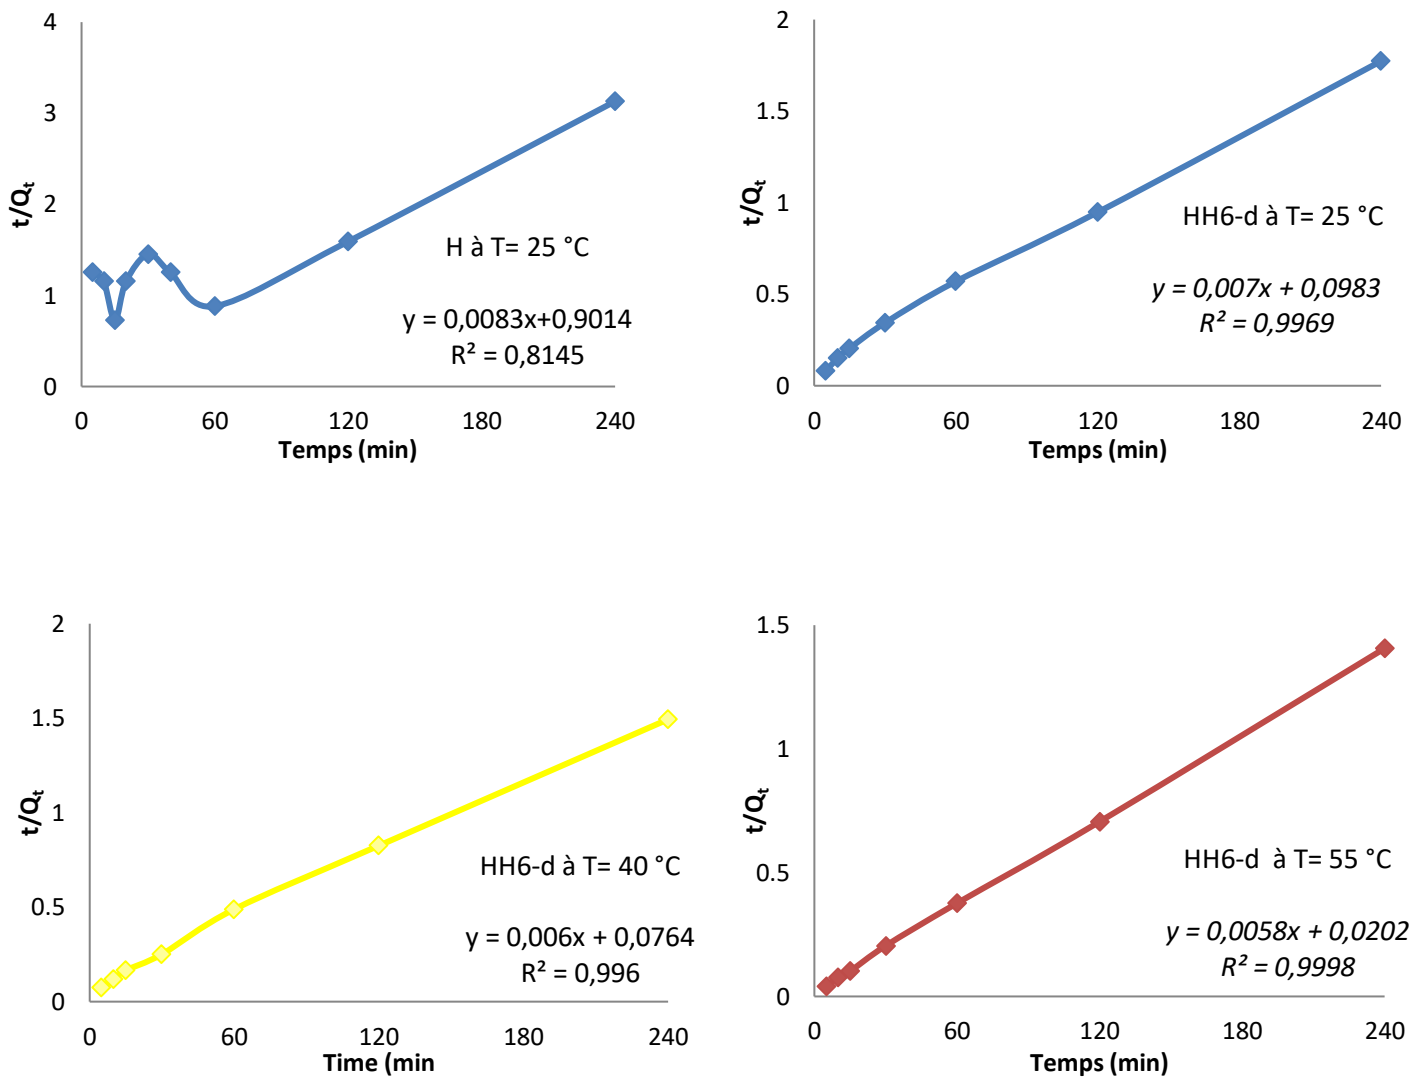 4
3
2
1
0
t/Qt
0 60 120 180 240
Temps (min)
H à T= 25 °C
y = 0,0083x+0,9014
R² = 0,8145
2
1.5
1
0.5
0
t/Qt
0 60 120 180 240
Temps (min)
HH6-d à T= 25 °C
y = 0,007x + 0,0983
R² = 0,9969
2
1.5
1
0.5
0
t/Qt
0 60 120 180 240
Time (min
HH6-d à T= 40 °C
y = 0,006x + 0,0764
R² = 0,996
1.5
1
0.5
0
t/Qt
0 60 120 180 240
Temps (min)
HH6-d à T= 55 °C
y = 0,0058x + 0,0202
R² = 0,9998